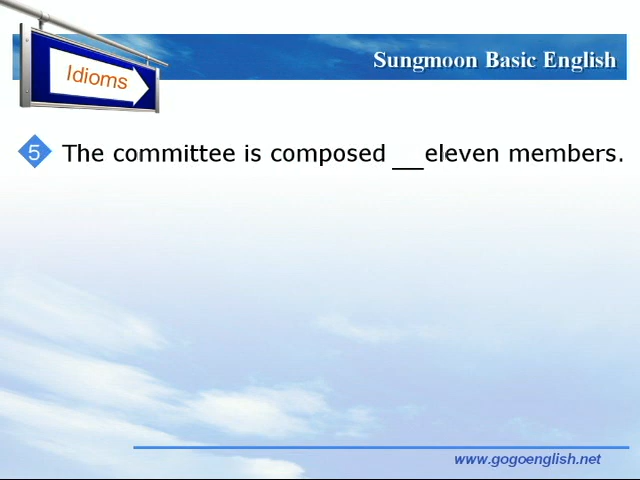 Sungmoon Basic English
Idioms
5 The committee is composed __ eleven members.
www.gogoenglish.net